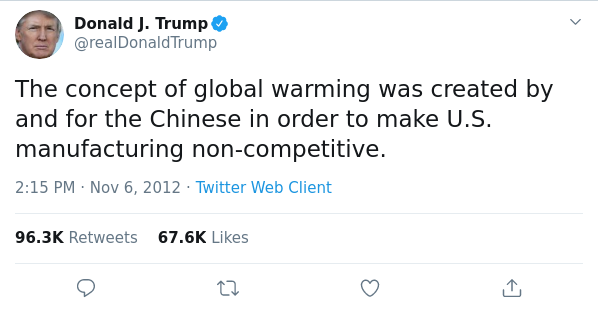 Donald J. Trump
@realDonaldTrump
The concept of global warming was created by
and for the Chinese in order to make U.S.
manufacturing non-competitive.
2:15 PM · Nov 6, 2012 · Twitter Web Client
96.3K Retweets 67.6K Likes